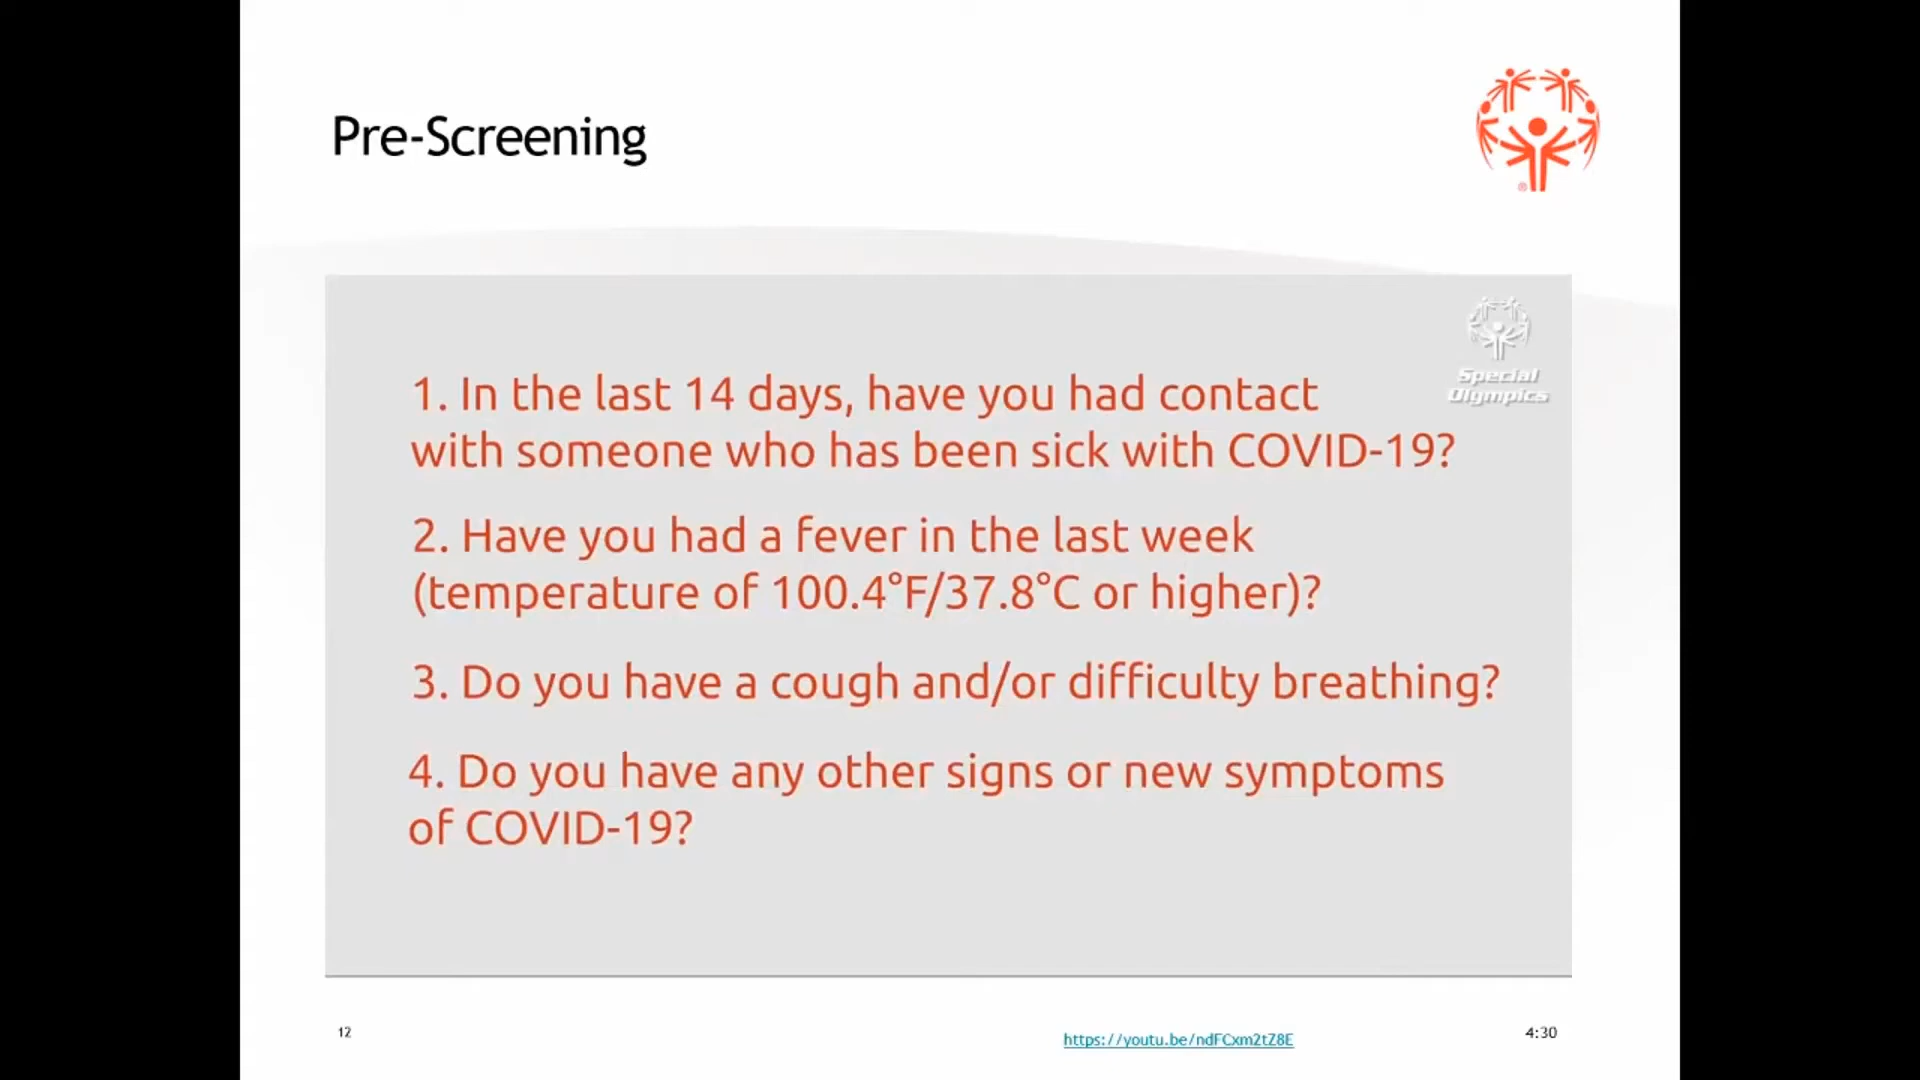 Pre-Screening
®
Special
Olympics
1. In the last 14 days, have you had contact
with someone who has been sick with COVID-19?
2. Have you had a fever in the last week
(temperature of 100.4°F/37.8°C or higher)?
3. Do you have a cough and/or difficulty breathing?
4. Do you have any other signs or new symptoms
of COVID-19?
12
https://youtu.be/ndFCxm2tZ8E
4:30